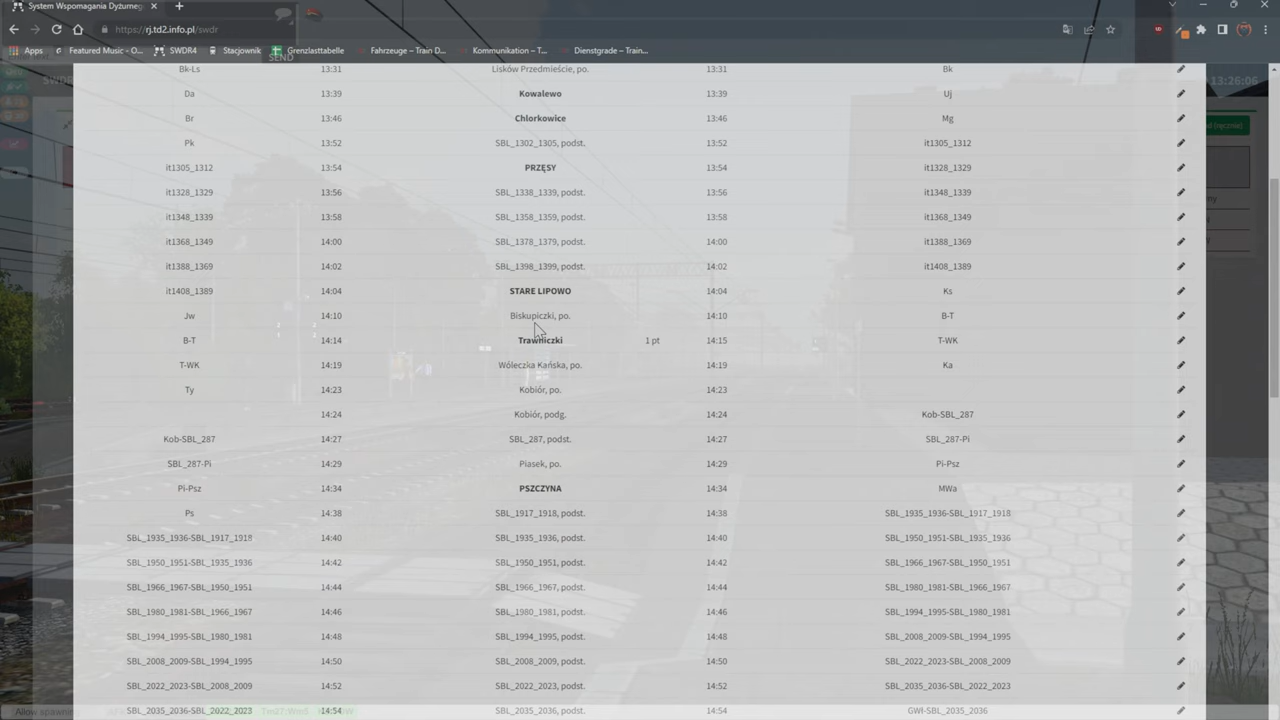 System Wspomagania Dyżurneg
https://rj.td2.info.pl/swdr
Apps Featured Music - O... SWDR4 Stacjownik Grenzlasttabelle Fahrzeuge – Train D... Kommunikation – T... Dienstgrade – Train...
SEND
SWD
13:26:06
Bk-Ls 13:31 Lisków Przedmieście, po. 13:31 Bk
Da 13:39 Kowalewo 13:39 Uj
Br 13:46 Chlorkowice 13:46 Mg
Pk 13:52 SBL_1302_1305, podst. 13:52 it1305_1312
it1305_1312 13:54 PRZĘSY 13:54 it1328_1329
it1328_1329 13:56 SBL_1338_1339, podst. 13:56 it1348_1339
it1348_1339 13:58 SBL_1358_1359, podst. 13:58 it1368_1349
it1368_1349 14:00 SBL_1378_1379, podst. 14:00 it1388_1369
it1388_1369 14:02 SBL_1398_1399, podst. 14:02 it1408_1389
it1408_1389 14:04 STARE LIPOWO 14:04 Ks
Jw 14:10 Biskupiczki, po. 14:10 B-T
B-T 14:14 Trawniczki 1 pt 14:15 T-WK
T-WK 14:19 Wóleczka Kańska, po. 14:19 Ka
Ty 14:23 Kobiór, po. 14:23
14:24 Kobiór, podg. 14:24 Kob-SBL_287
Kob-SBL_287 14:27 SBL_287, podst. 14:27 SBL_287-Pi
SBL_287-Pi 14:29 Piasek, po. 14:29 Pi-Psz
Pi-Psz 14:34 PSZCZYNA 14:34 MWa
Ps 14:38 SBL_1917_1918, podst. 14:38 SBL_1935_1936-SBL_1917_1918
SBL_1935_1936-SBL_1917_1918 14:40 SBL_1935_1936, podst. 14:40 SBL_1950_1951-SBL_1935_1936
SBL_1950_1951-SBL_1935_1936 14:42 SBL_1950_1951, podst. 14:42 SBL_1966_1967-SBL_1950_1951
SBL_1966_1967-SBL_1950_1951 14:44 SBL_1966_1967, podst. 14:44 SBL_1980_1981-SBL_1966_1967
SBL_1980_1981-SBL_1966_1967 14:46 SBL_1980_1981, podst. 14:46 SBL_1994_1995-SBL_1980_1981
SBL_1994_1995-SBL_1980_1981 14:48 SBL_1994_1995, podst. 14:48 SBL_2008_2009-SBL_1994_1995
SBL_2008_2009-SBL_1994_1995 14:50 SBL_2008_2009, podst. 14:50 SBL_2022_2023-SBL_2008_2009
SBL_2022_2023-SBL_2008_2009 14:52 SBL_2022_2023, podst. 14:52 SBL_2035_2036-SBL_2022_2023
SBL_2035_2036-SBL_2022_2023 14:54 SBL_2035_2036, podst. 14:54 GWł-SBL_2035_2036
Allow spawning